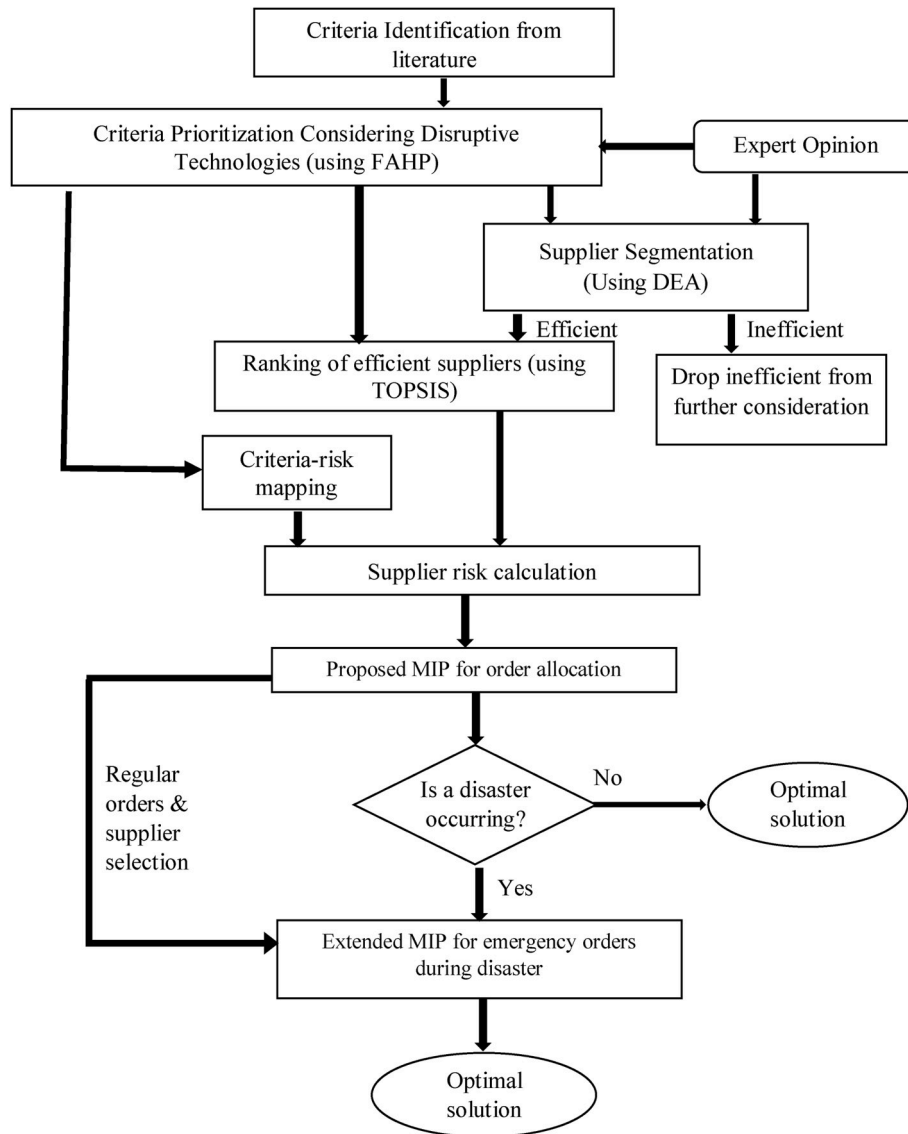 Criteria Identification from
literature
Criteria Prioritization Considering Disruptive
Technologies (using FAHP)
Expert Opinion
Supplier Segmentation
(Using DEA)
Efficient
Inefficient
Ranking of efficient suppliers (using
TOPSIS)
Drop inefficient from
further consideration
Criteria-risk
mapping
Supplier risk calculation
Proposed MIP for order allocation
Regular
orders &
supplier
selection
Is a disaster
occurring?
No
Optimal
solution
Yes
Extended MIP for emergency orders
during disaster
Optimal
solution